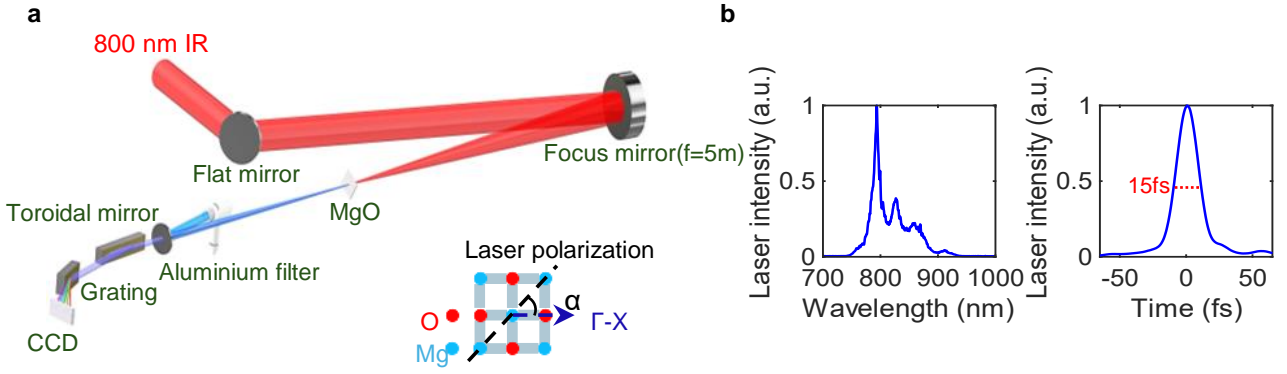 a
800 nm IR
Flat mirror
Focus mirror(f=5m)
MgO
Toroidal mirror
Aluminium filter
Grating
CCD
Laser polarization
α
O
Γ-X
Mg
b
Laser intensity (a.u.)
1
0.5
0
700 800 900 1000
Wavelength (nm)
Laser intensity (a.u.)
1
0.5
0
15fs
-50 0 50
Time (fs)